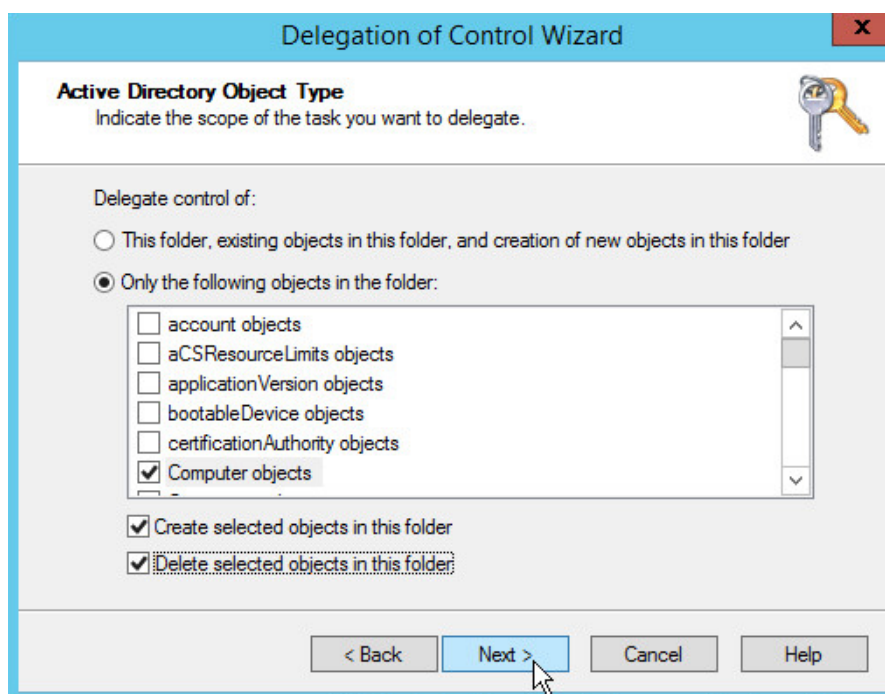 Delegation of Control Wizard
x
Active Directory Object Type
Indicate the scope of the task you want to delegate.
Delegate control of:
This folder, existing objects in this folder, and creation of new objects in this folder
Only the following objects in the folder:
account objects
aCSResourceLimits objects
applicationVersion objects
bootableDevice objects
certificationAuthority objects
Computer objects
Create selected objects in this folder
Delete selected objects in this folder
< Back Next > Cancel Help